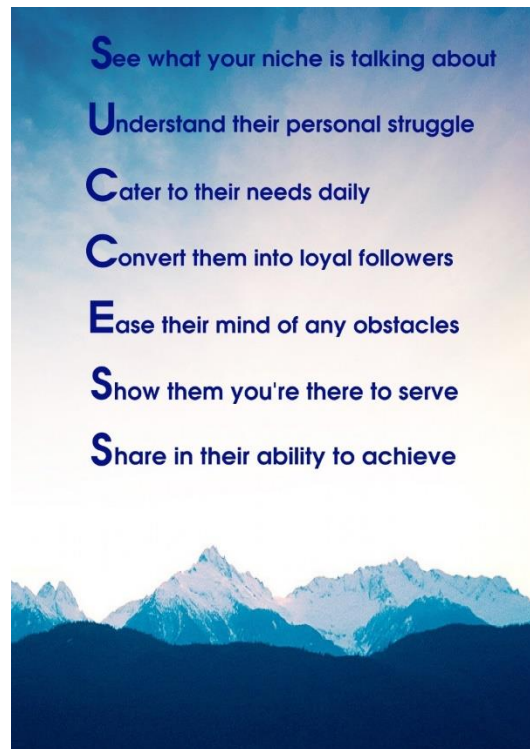 See what your niche is talking about
Understand their personal struggle
Cater to their needs daily
Convert them into loyal followers
Ease their mind of any obstacles
Show them you're there to serve
Share in their ability to achieve